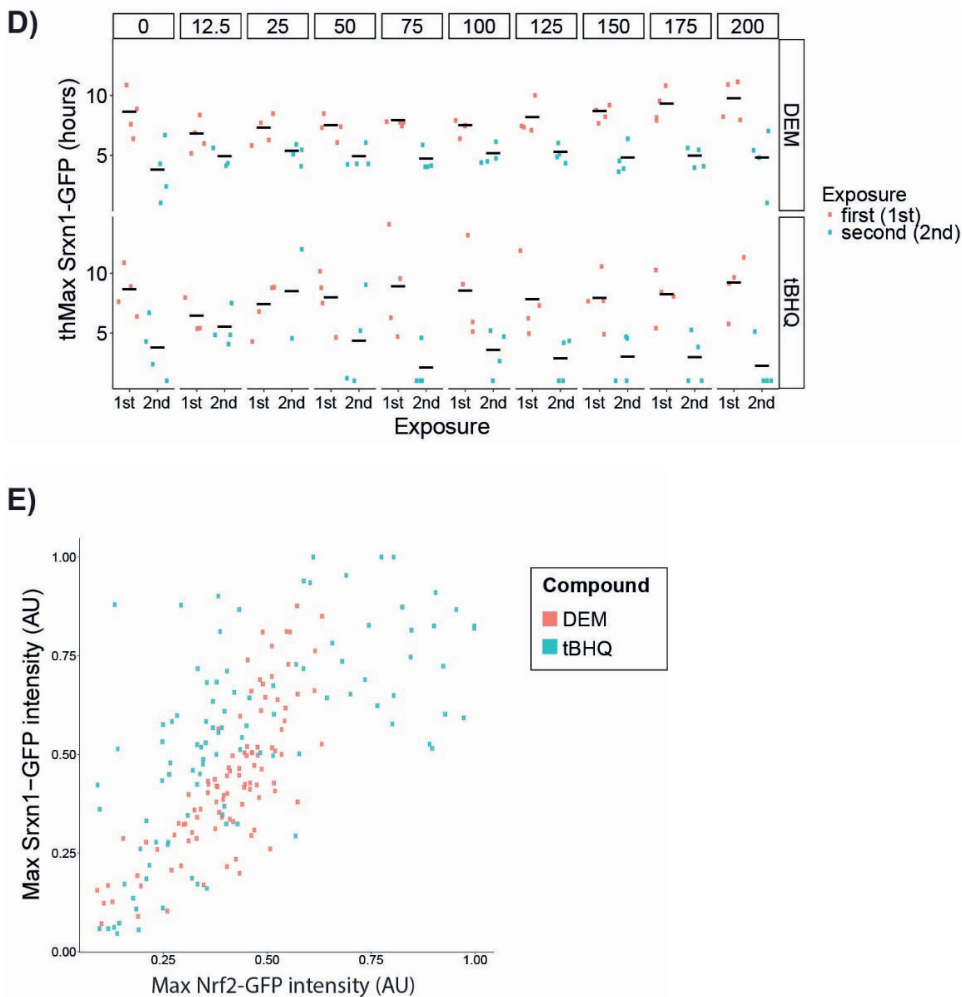 D)
0 12.5 25 50 75 100 125 150 175 200
thMax Srxn1-GFP (hours)
10
5
DEM
10
5
tBHQ
Exposure
first (1st)
second (2nd)
1st 2nd 1st 2nd 1st 2nd 1st 2nd 1st 2nd 1st 2nd 1st 2nd 1st 2nd 1st 2nd 1st 2nd
Exposure
E)
Max Srxn1-GFP intensity (AU)
1.00
0.75
0.50
0.25
0.00
0.25 0.50 0.75 1.00
Max Nrf2-GFP intensity (AU)
Compound
DEM
tBHQ